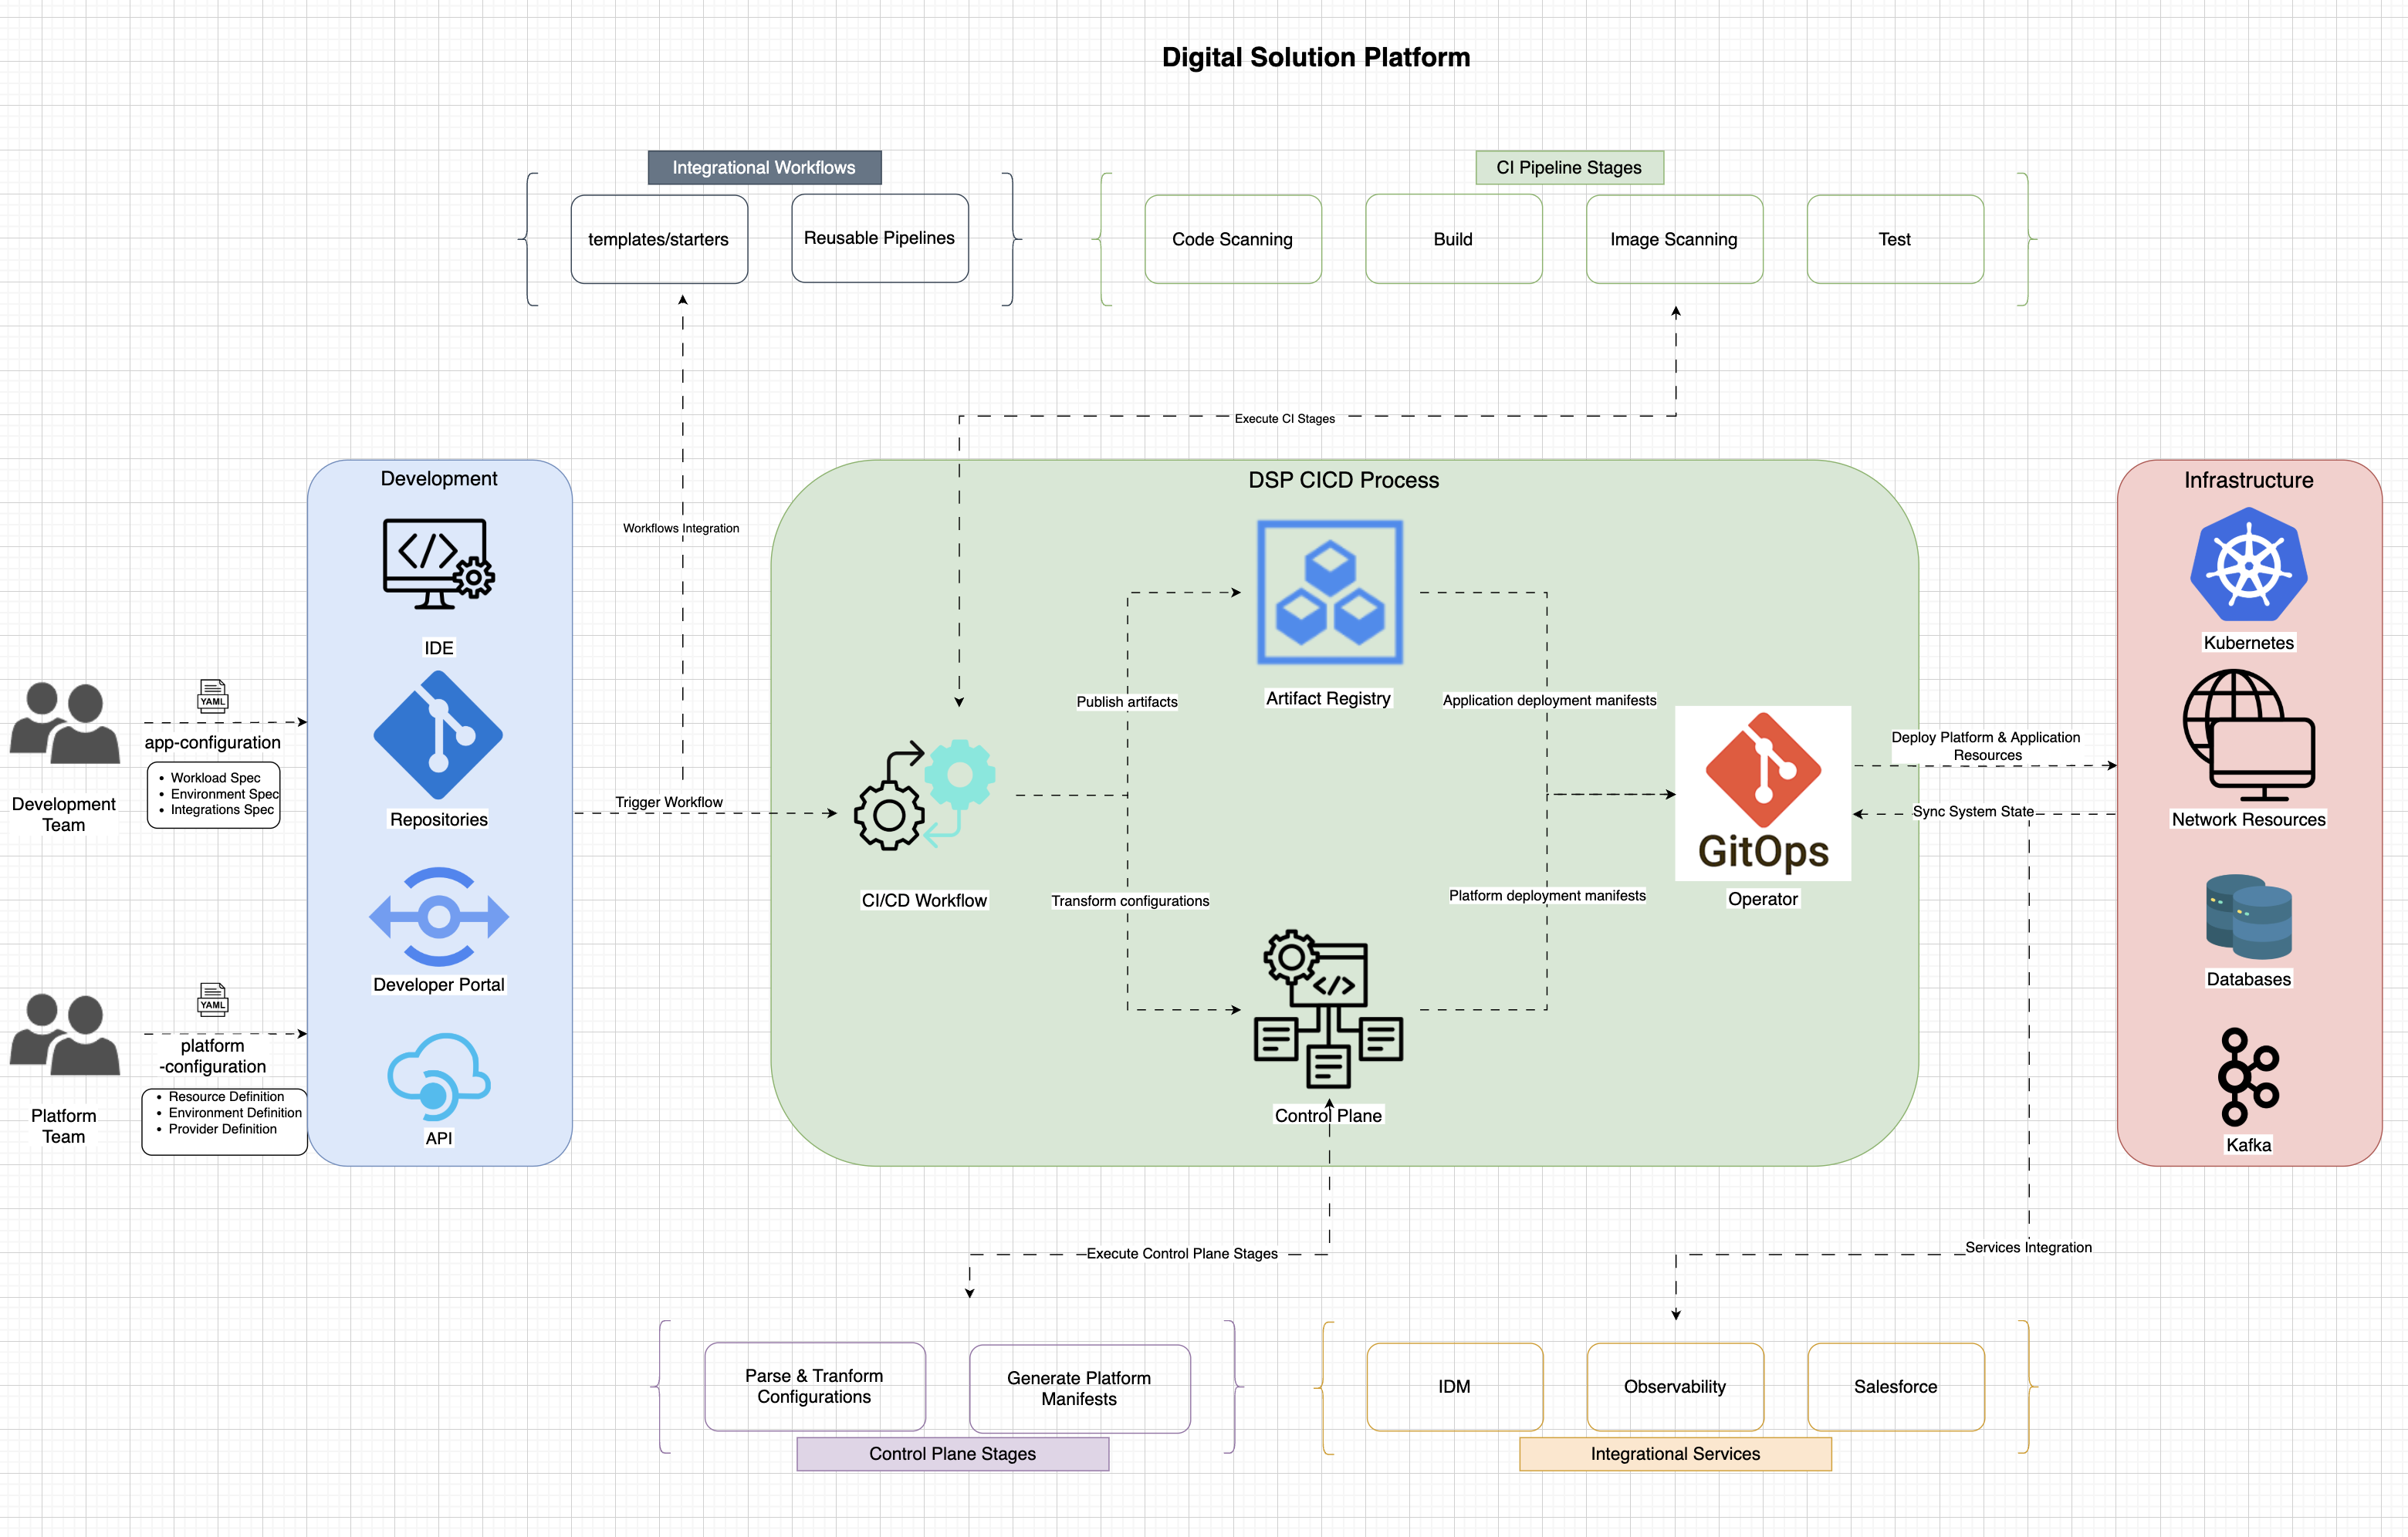 Digital Solution Platform
Integrational Workflows
templates/starters
Reusable Pipelines
CI Pipeline Stages
Code Scanning
Build
Image Scanning
Test
Execute CI Stages
Workflows Integration
Development
IDE
Repositories
Developer Portal
API
YAML
app-configuration
Workload Spec
Environment Spec
Integrations Spec
Development
Team
YAML
platform
-configuration
Resource Definition
Environment Definition
Provider Definition
Platform
Team
Trigger Workflow
DSP CICD Process
CI/CD Workflow
Publish artifacts
Transform configurations
Artifact Registry
Control Plane
Application deployment manifests
Platform deployment manifests
GitOps
Operator
Deploy Platform & Application
Resources
Sync System State
Infrastructure
Kubernetes
Network Resources
Databases
Kafka
Execute Control Plane Stages
Services Integration
Parse & Tranform
Configurations
Generate Platform
Manifests
Control Plane Stages
IDM
Observability
Salesforce
Integrational Services